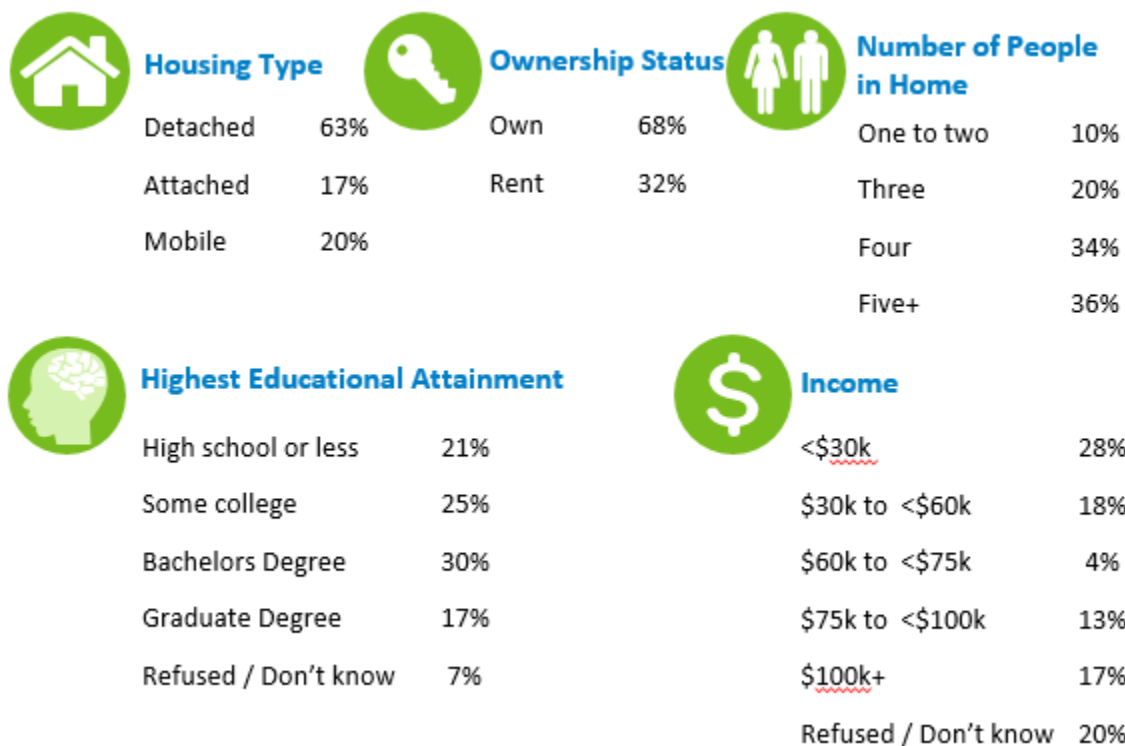 Housing Type
Detached 63%
Attached 17%
Mobile 20%
Ownership Status
Own 68%
Rent 32%
Number of People
in Home
One to two 10%
Three 20%
Four 34%
Five+ 36%
Highest Educational Attainment
High school or less 21%
Some college 25%
Bachelors Degree 30%
Graduate Degree 17%
Refused / Don’t know 7%
$
Income
<$30k 28%
$30k to <$60k 18%
$60k to <$75k 4%
$75k to <$100k 13%
$100k+ 17%
Refused / Don’t know 20%